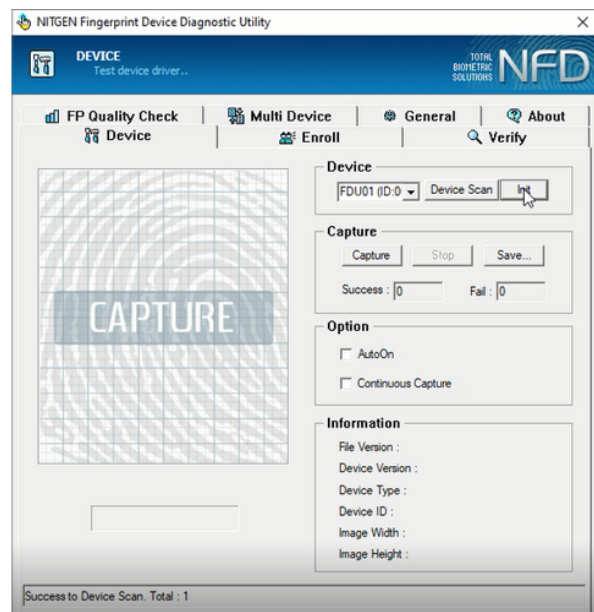 NITGEN Fingerprint Device Diagnostic Utility
DEVICE
Test device driver..
TOTAL
BIOMETRIC
SOLUTIONS
NFD
FP Quality Check
Multi Device
General
About
Device
Enroll
Verify
CAPTURE
Device
FDU01 (ID:0
Device Scan
Init
Capture
Capture
Stop
Save...
Success : 0
Fail : 0
Option
AutoOn
Continuous Capture
Information
File Version :
Device Version :
Device Type :
Device ID :
Image Width :
Image Height :
Success to Device Scan. Total : 1